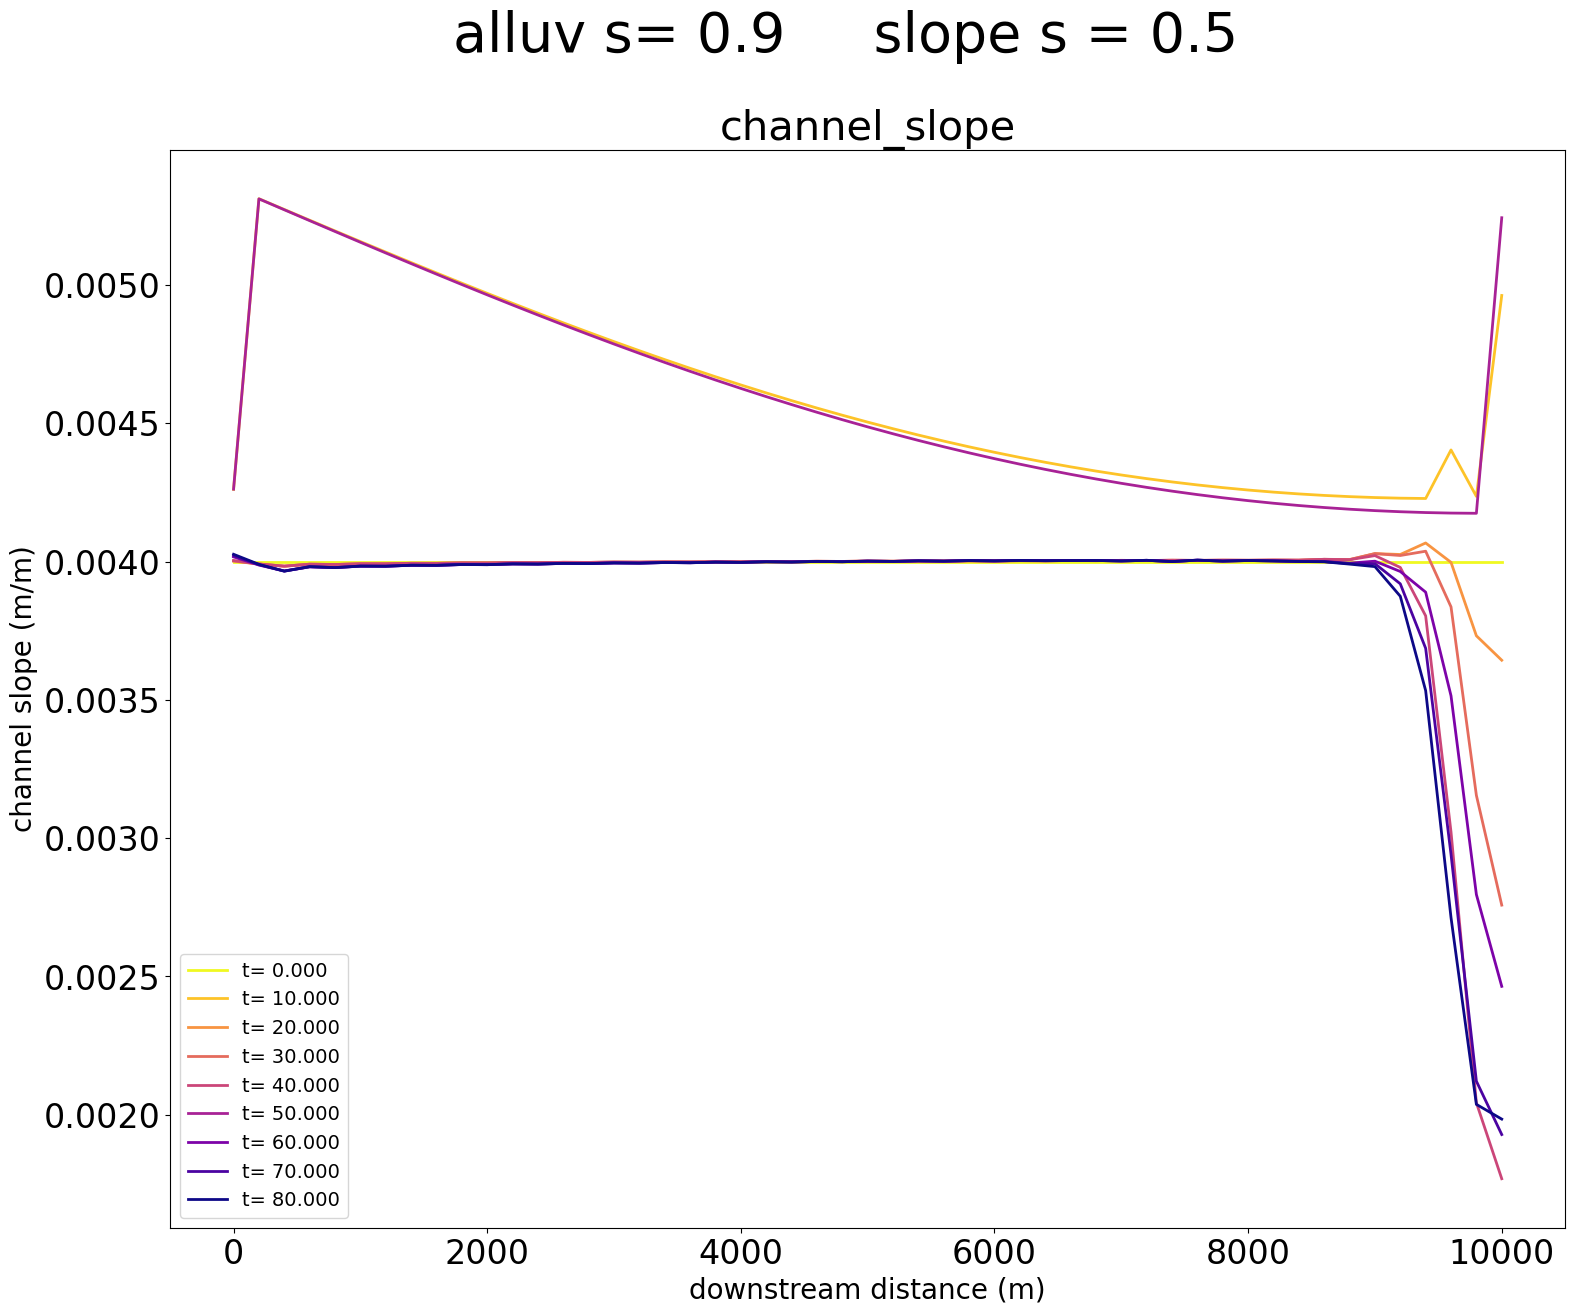 alluv s= 0.9     slope s = 0.5
channel_slope
0.0050
0.0045
0.0040
0.0035
0.0030
0.0025
0.0020
channel slope (m/m)
t= 0.000
t= 10.000
t= 20.000
t= 30.000
t= 40.000
t= 50.000
t= 60.000
t= 70.000
t= 80.000
0 2000 4000 6000 8000 10000
downstream distance (m)